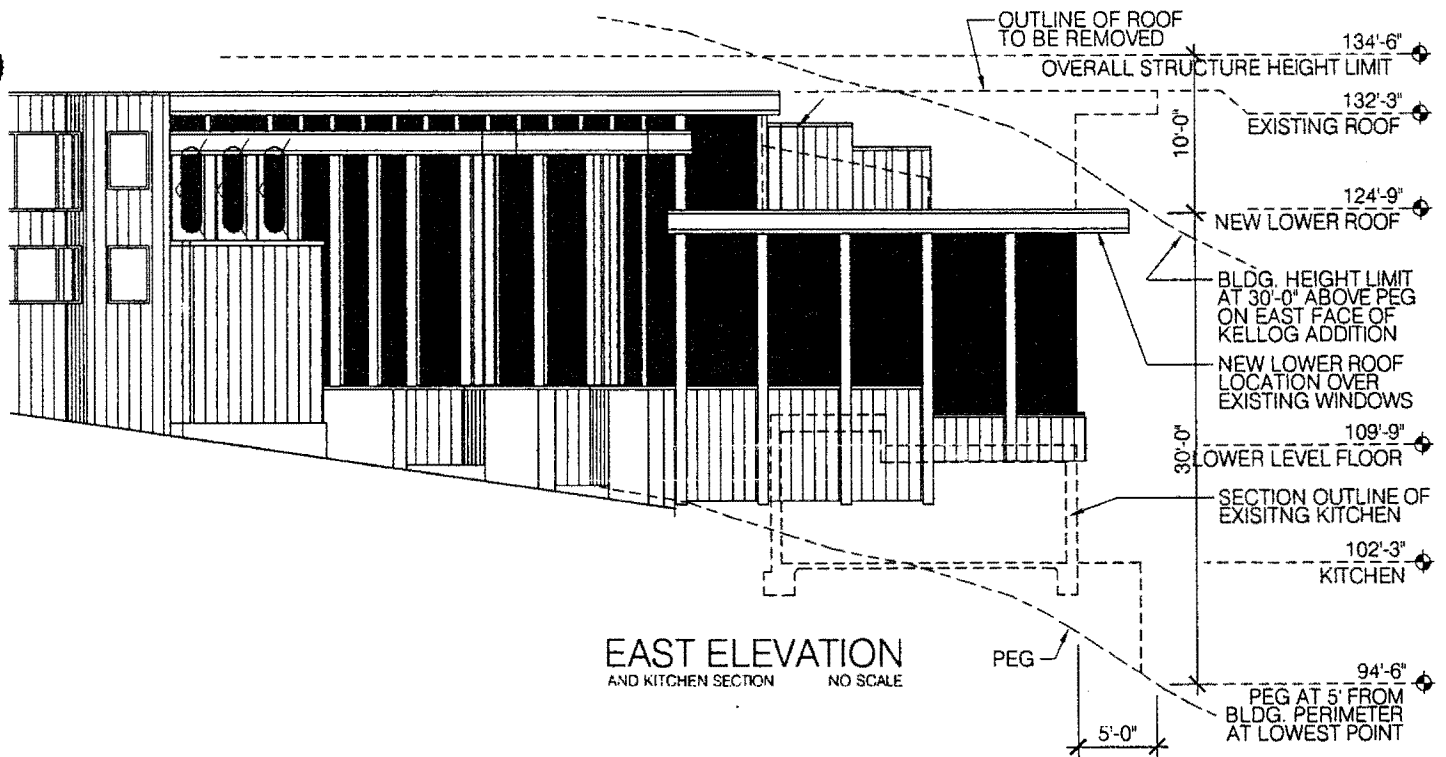 OUTLINE OF ROOF
TO BE REMOVED
134'-6"
OVERALL STRUCTURE HEIGHT LIMIT
132'-3"
EXISTING ROOF
10'-0"
124'-9"
NEW LOWER ROOF
BLDG. HEIGHT LIMIT
AT 30'-0" ABOVE PEG
ON EAST FACE OF
KELLOG ADDITION
NEW LOWER ROOF
LOCATION OVER
EXISTING WINDOWS
30'-0"
109'-9"
LOWER LEVEL FLOOR
SECTION OUTLINE OF
EXISITNG KITCHEN
102'-3"
KITCHEN
EAST ELEVATION
AND KITCHEN SECTION NO SCALE
PEG
94'-6"
PEG AT 5' FROM
BLDG. PERIMETER
AT LOWEST POINT
5'-0"